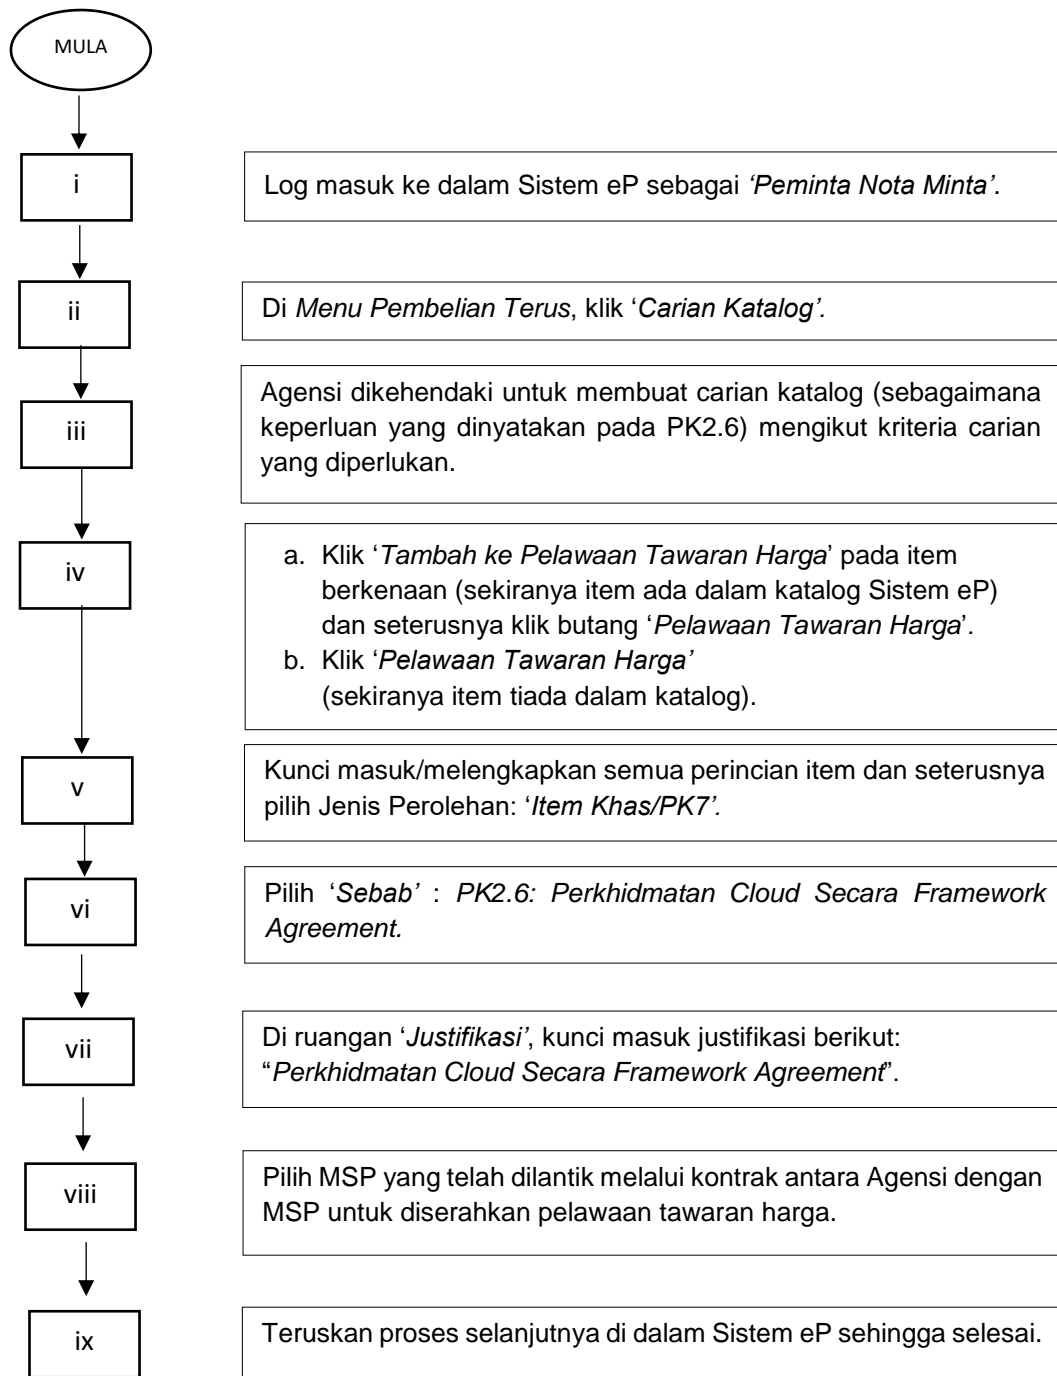 MULA
i
Log masuk ke dalam Sistem eP sebagai ‘Peminta Nota Minta’.
ii
Di Menu Pembelian Terus, klik ‘Carian Katalog’.
iii
Agensi dikehendaki untuk membuat carian katalog (sebagaimana
keperluan yang dinyatakan pada PK2.6) mengikut kriteria carian
yang diperlukan.
iv
a. Klik ‘Tambah ke Pelawaan Tawaran Harga’ pada item
berkenaan (sekiranya item ada dalam katalog Sistem eP)
dan seterusnya klik butang ‘Pelawaan Tawaran Harga’.
b. Klik ‘Pelawaan Tawaran Harga’
(sekiranya item tiada dalam katalog).
v
Kunci masuk/melengkapkan semua perincian item dan seterusnya
pilih Jenis Perolehan: ‘Item Khas/PK7’.
vi
Pilih ‘Sebab’ : PK2.6: Perkhidmatan Cloud Secara Framework
Agreement.
vii
Di ruangan ‘Justifikasi’, kunci masuk justifikasi berikut:
“Perkhidmatan Cloud Secara Framework Agreement”.
viii
Pilih MSP yang telah dilantik melalui kontrak antara Agensi dengan
MSP untuk diserahkan pelawaan tawaran harga.
ix
Teruskan proses selanjutnya di dalam Sistem eP sehingga selesai.